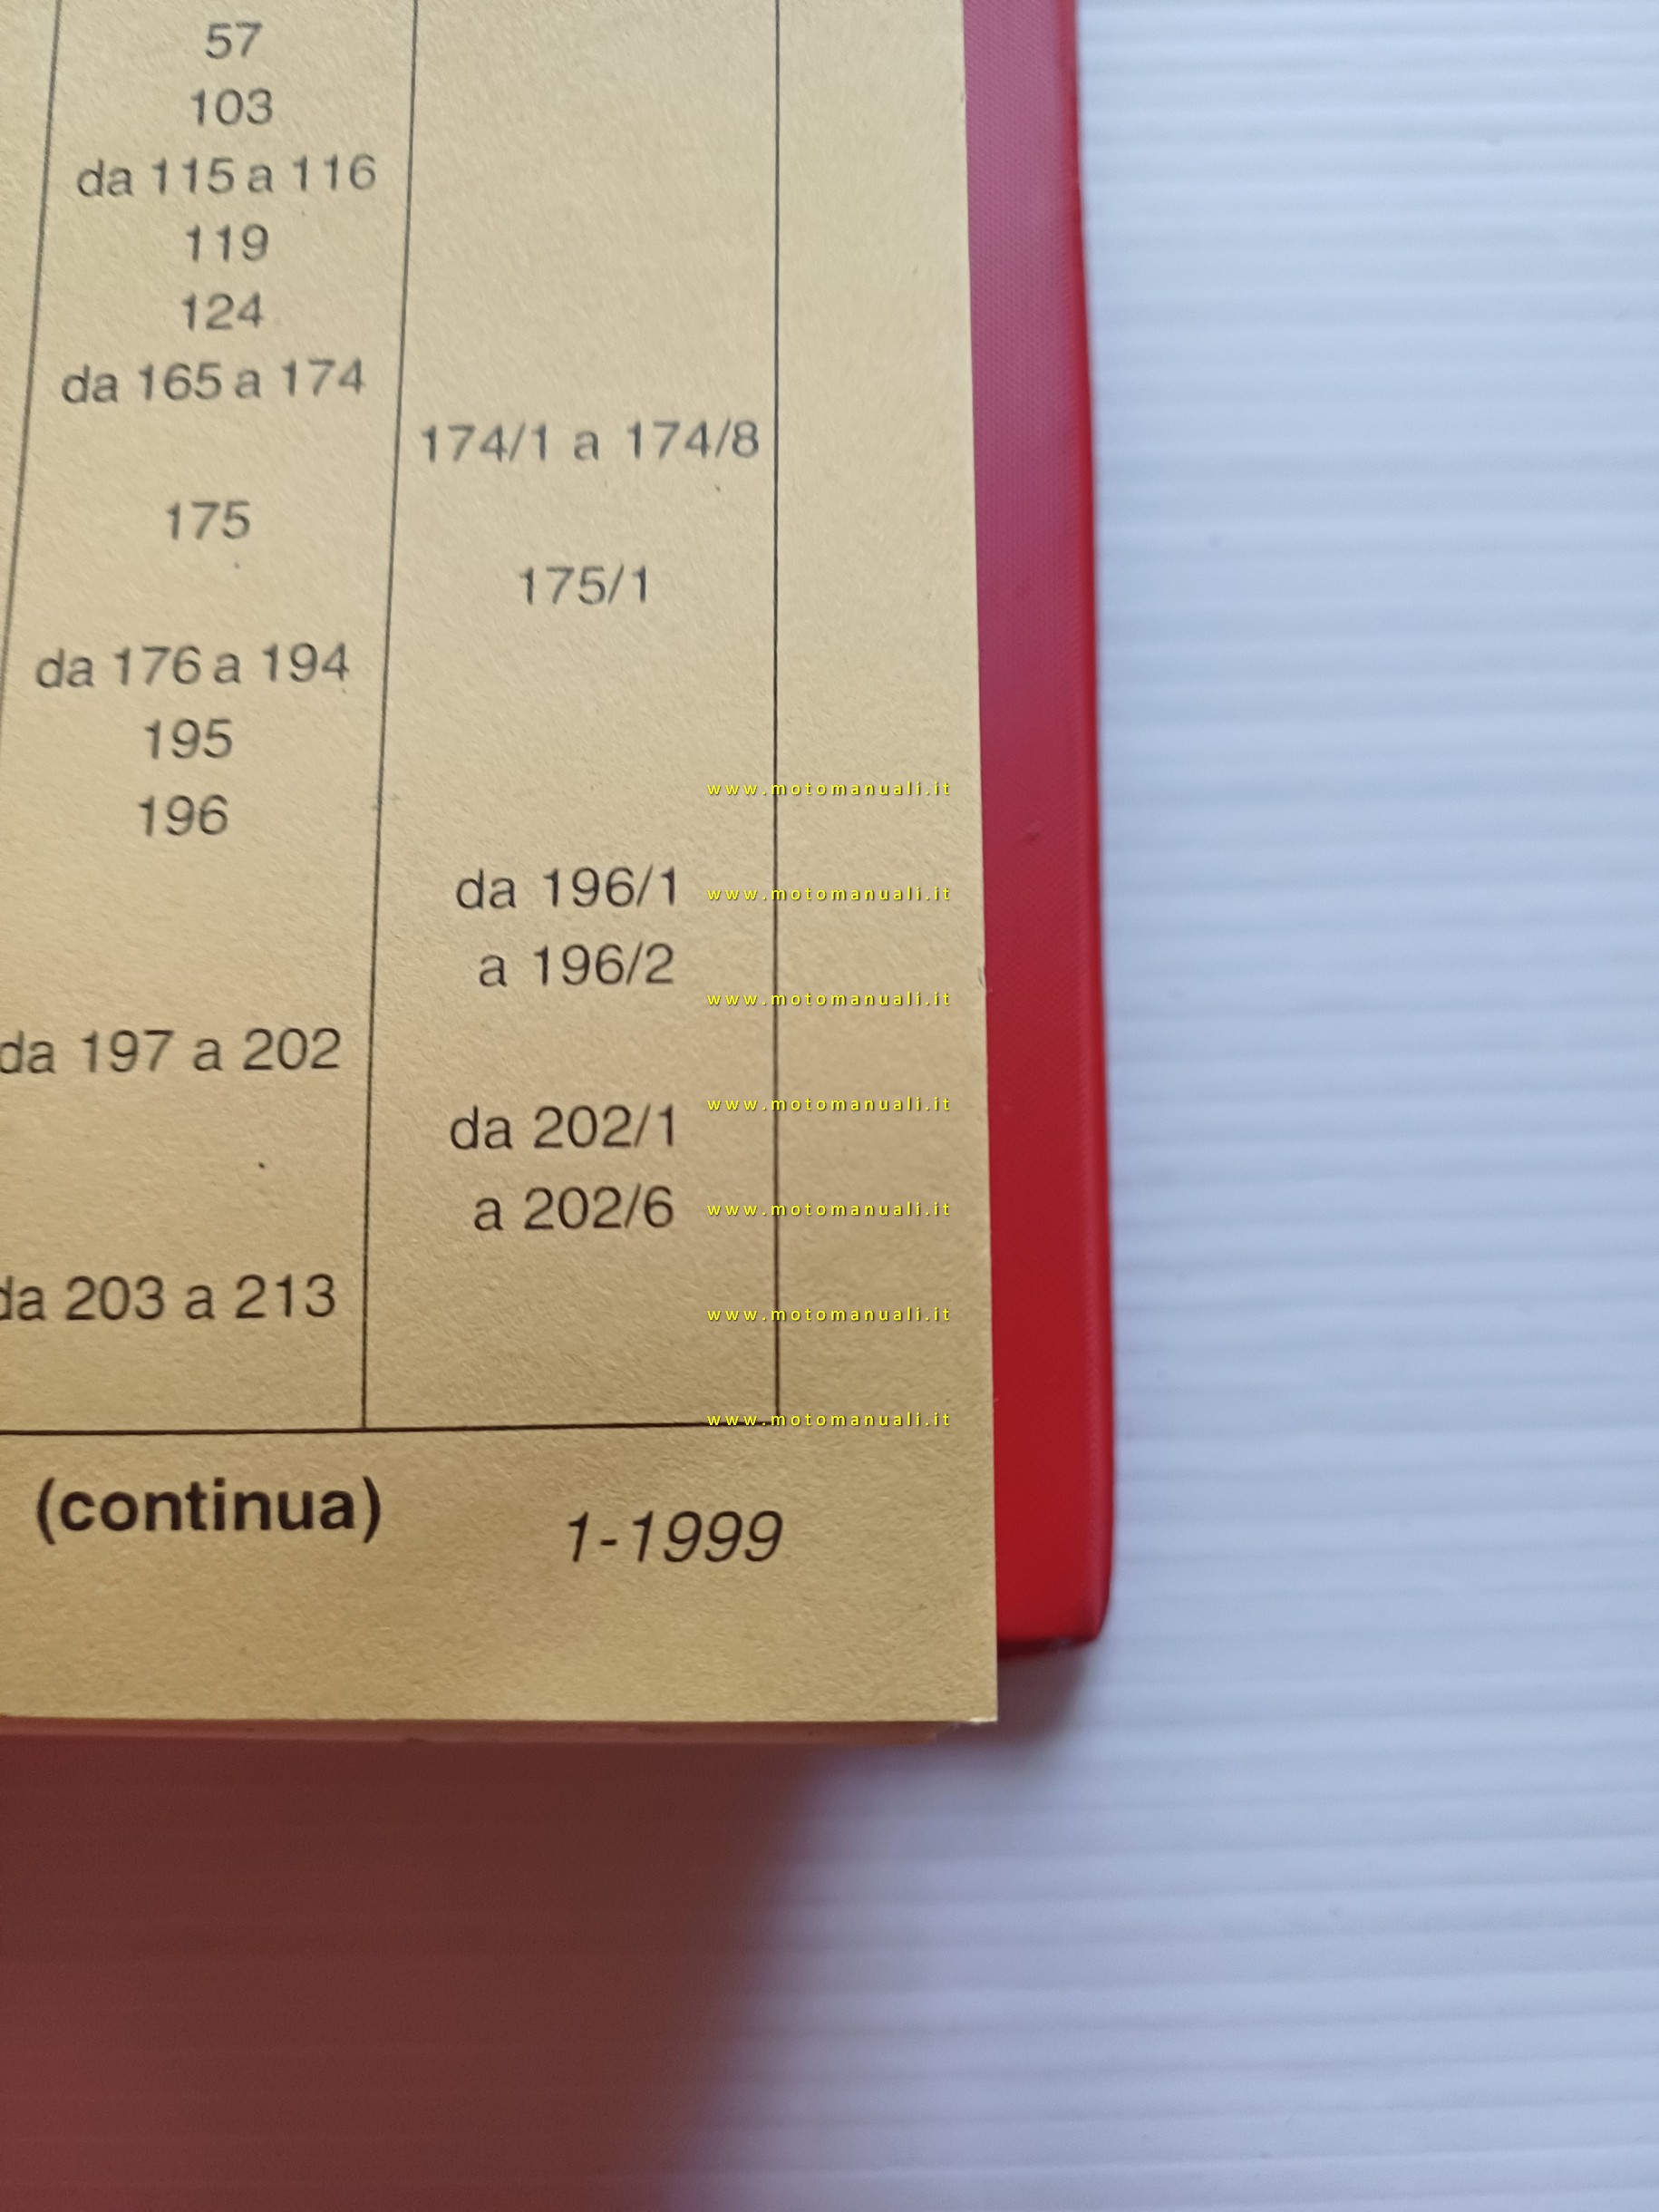 57
103
da 115 a 116
119
124
da 165 a 174
174/1 a 174/8
175
175/1
da 176 a 194
195
www.motomanuali.it
196
da 196/1
www.motomanuali.it
a 196/2
www.motomanuali.it
da 197 a 202
www.motomanuali.it
da 202/1
a 202/6
www.motomanuali.it
da 203 a 213
www.motomanuali.it
www.motomanuali.it
(continua)
1-1999